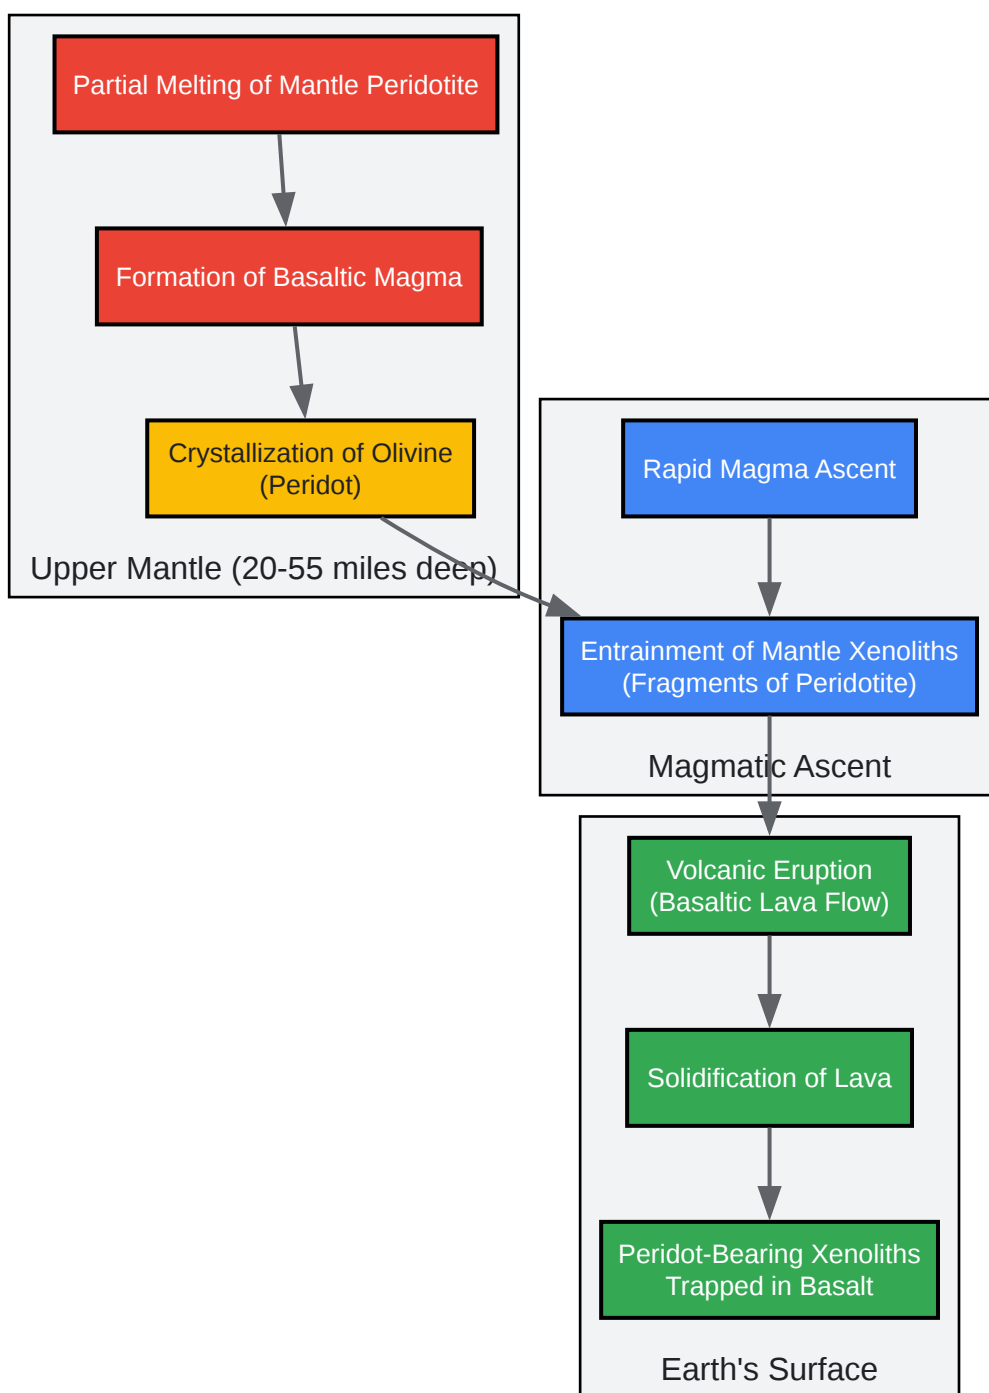 Partial Melting of Mantle Peridotite
Formation of Basaltic Magma
Crystallization of Olivine
(Peridot)
Upper Mantle (20-55 miles deep)
Rapid Magma Ascent
Entrainment of Mantle Xenoliths
(Fragments of Peridotite)
Magmatic Ascent
Volcanic Eruption
(Basaltic Lava Flow)
Solidification of Lava
Peridot-Bearing Xenoliths
Trapped in Basalt
Earth's Surface